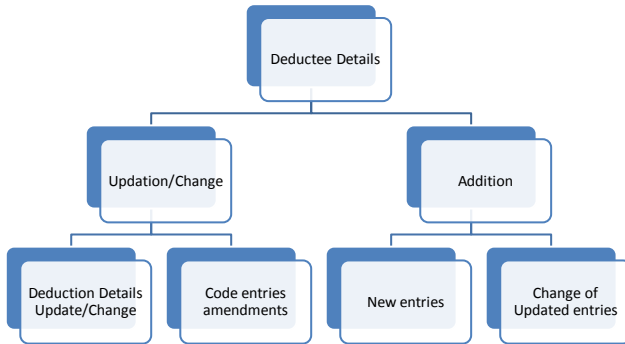 Deductee Details
Updation/Change
Addition
Deduction Details
Update/Change
Code entries
amendments
New entries
Change of
Updated entries